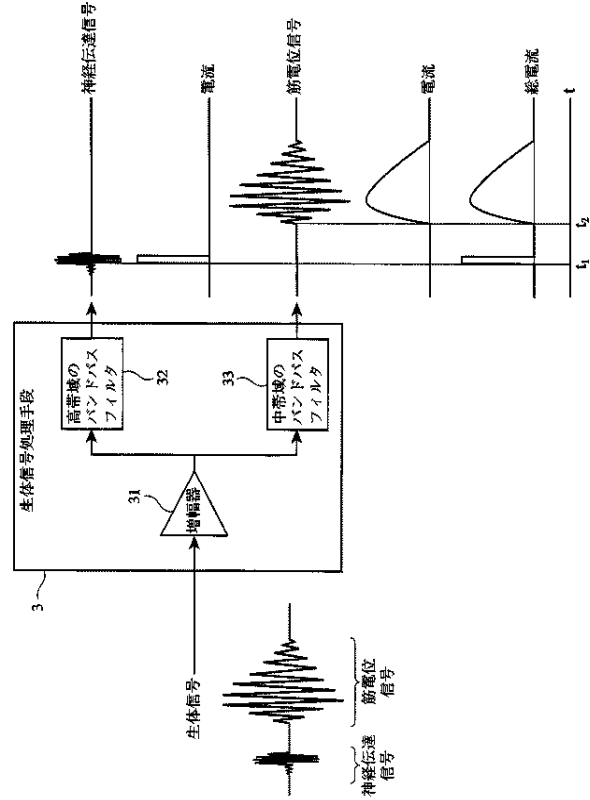 生体信号
神経伝達
信号
筋電位
信号
3
生体信号処理手段
増幅器
31
高帯域の
バンドパス
フィルタ
32
中帯域の
バンドパス
フィルタ
33
神経伝達信号
電流
筋電位信号
電流
総電流
t
t1
t2